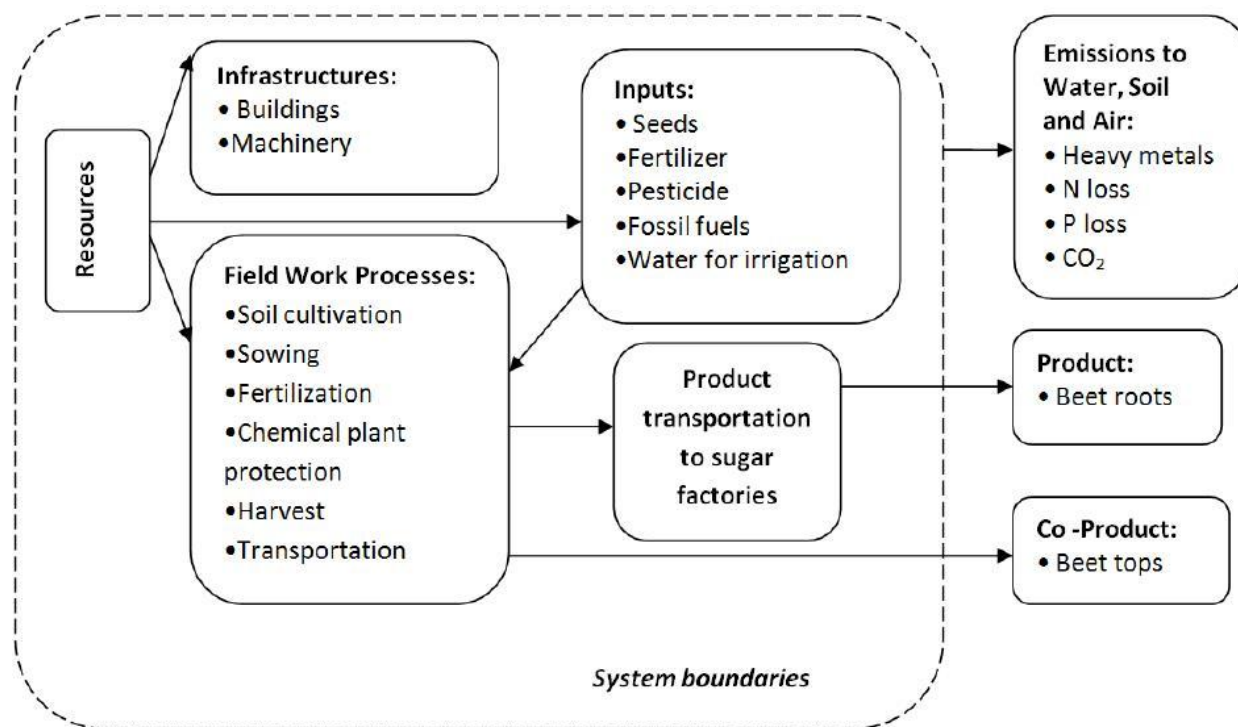 Resources
Infrastructures:
• Buildings
•Machinery
Inputs:
• Seeds
•Fertilizer
•Pesticide
•Fossil fuels
•Water for irrigation
Field Work Processes:
•Soil cultivation
•Sowing
•Fertilization
•Chemical plant
protection
•Harvest
•Transportation
Product
transportation
to sugar
factories
Emissions to
Water, Soil
and Air:
• Heavy metals
• N loss
• P loss
• CO₂
Product:
• Beet roots
Co -Product:
• Beet tops
System boundaries